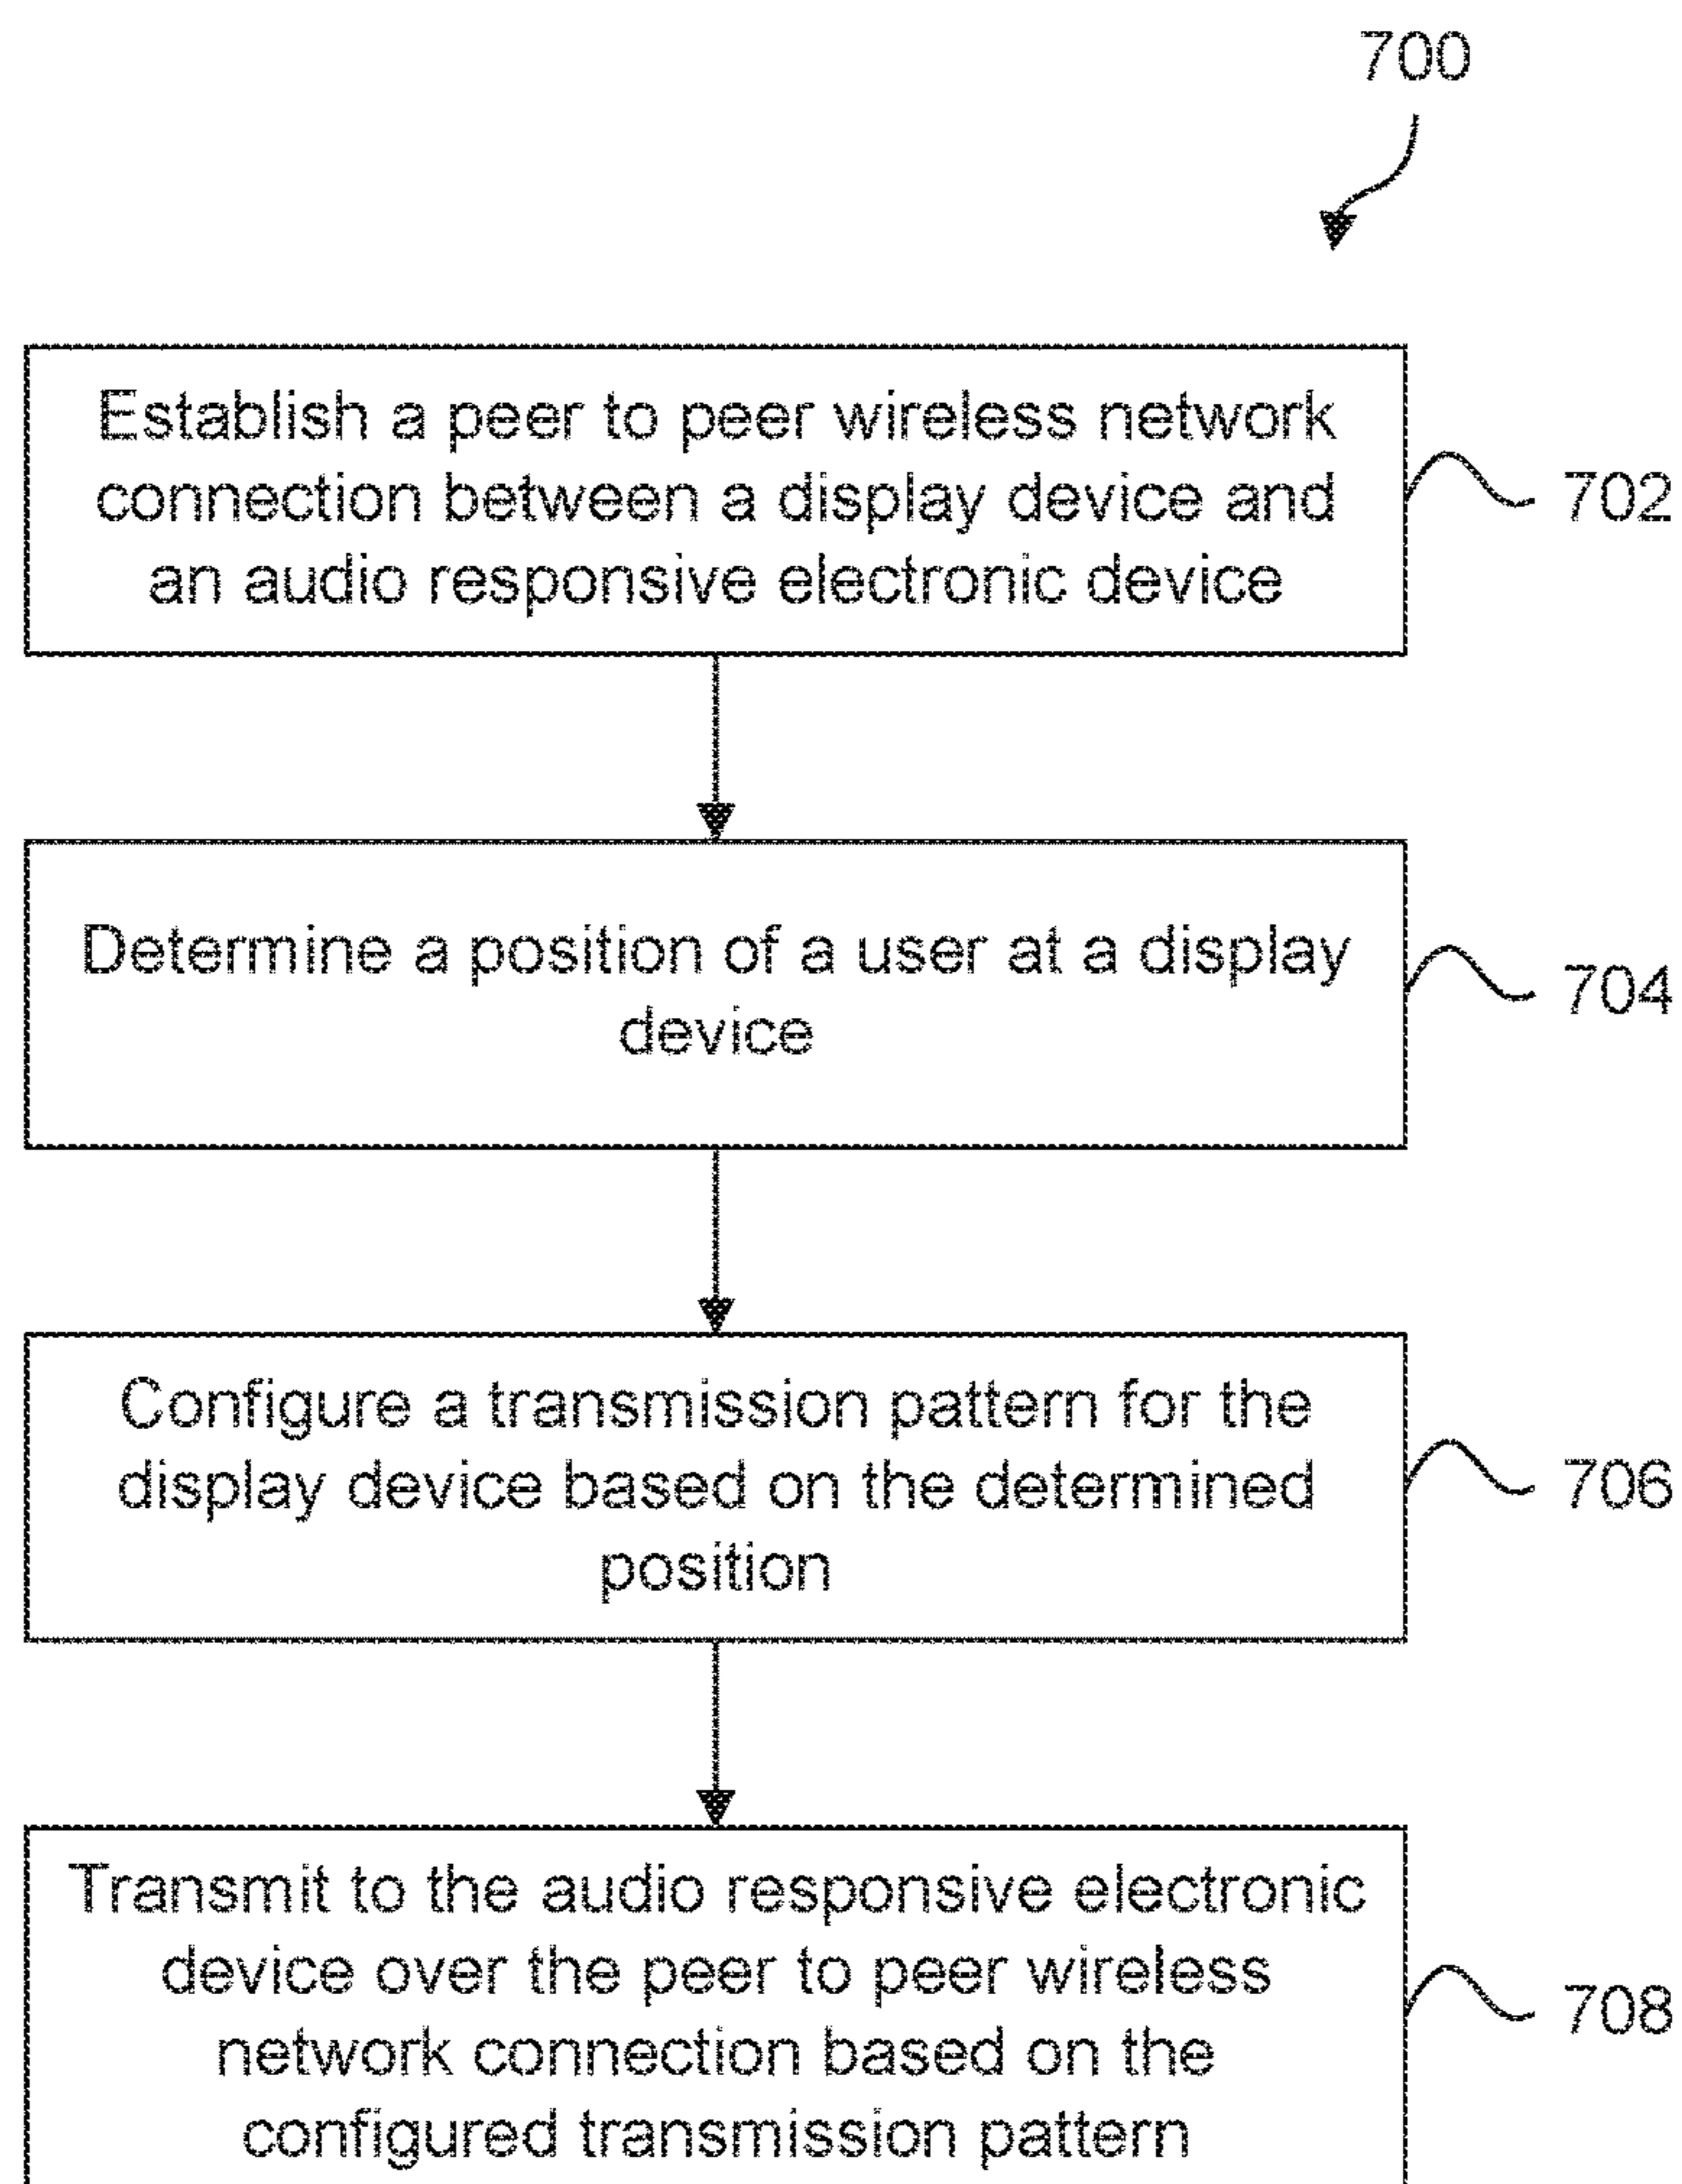 700
Establish a peer to peer wireless network
connection between a display device and
an audio responsive electronic device
702
Determine a position of a user at a display
device
704
Configure a transmission pattern for the
display device based on the determined
position
706
Transmit to the audio responsive electronic
device over the peer to peer wireless
network connection based on the
configured transmission pattern
708